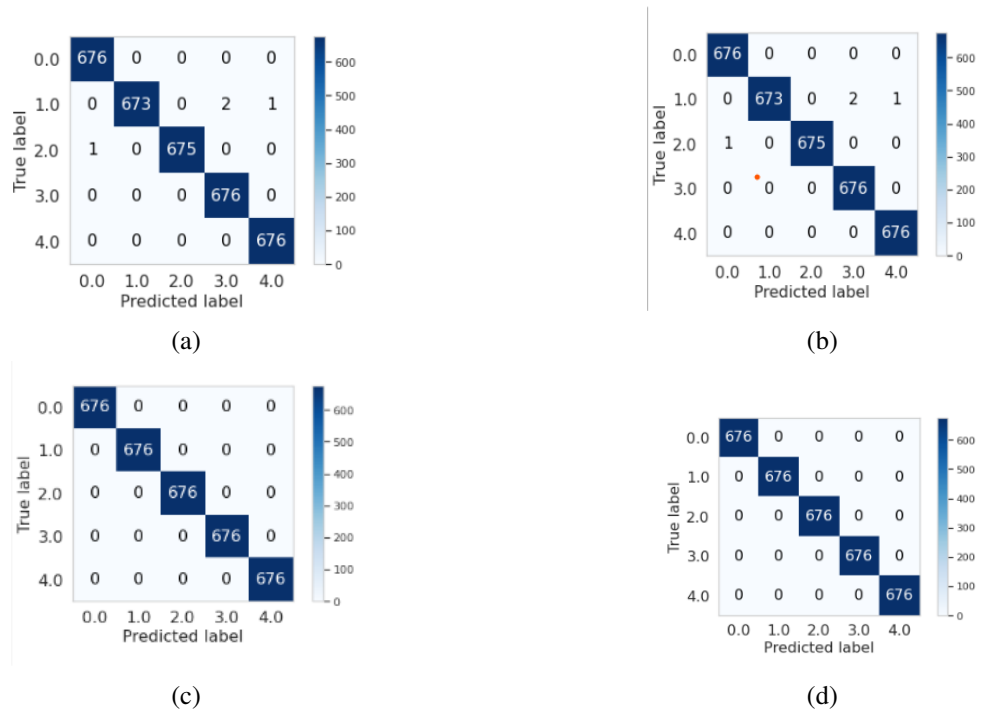 0.0 676 0 0 0 0
1.0 0 673 0 2 1
2.0 1 0 675 0 0
3.0 0 0 0 676 0
4.0 0 0 0 0 676
0.0 1.0 2.0 3.0 4.0
Predicted label
True label
600
500
400
300
200
100
0
(a)
0.0 676 0 0 0 0
1.0 0 673 0 2 1
2.0 1 0 675 0 0
3.0 0 0 0 676 0
4.0 0 0 0 0 676
0.0 1.0 2.0 3.0 4.0
Predicted label
True label
600
500
400
300
200
100
0
(b)
0.0 676 0 0 0 0
1.0 0 676 0 0 0
2.0 0 0 676 0 0
3.0 0 0 0 676 0
4.0 0 0 0 0 676
0.0 1.0 2.0 3.0 4.0
Predicted label
True label
600
500
400
300
200
100
0
(c)
0.0 676 0 0 0 0
1.0 0 676 0 0 0
2.0 0 0 676 0 0
3.0 0 0 0 676 0
4.0 0 0 0 0 676
0.0 1.0 2.0 3.0 4.0
Predicted label
True label
600
500
400
300
200
100
0
(d)